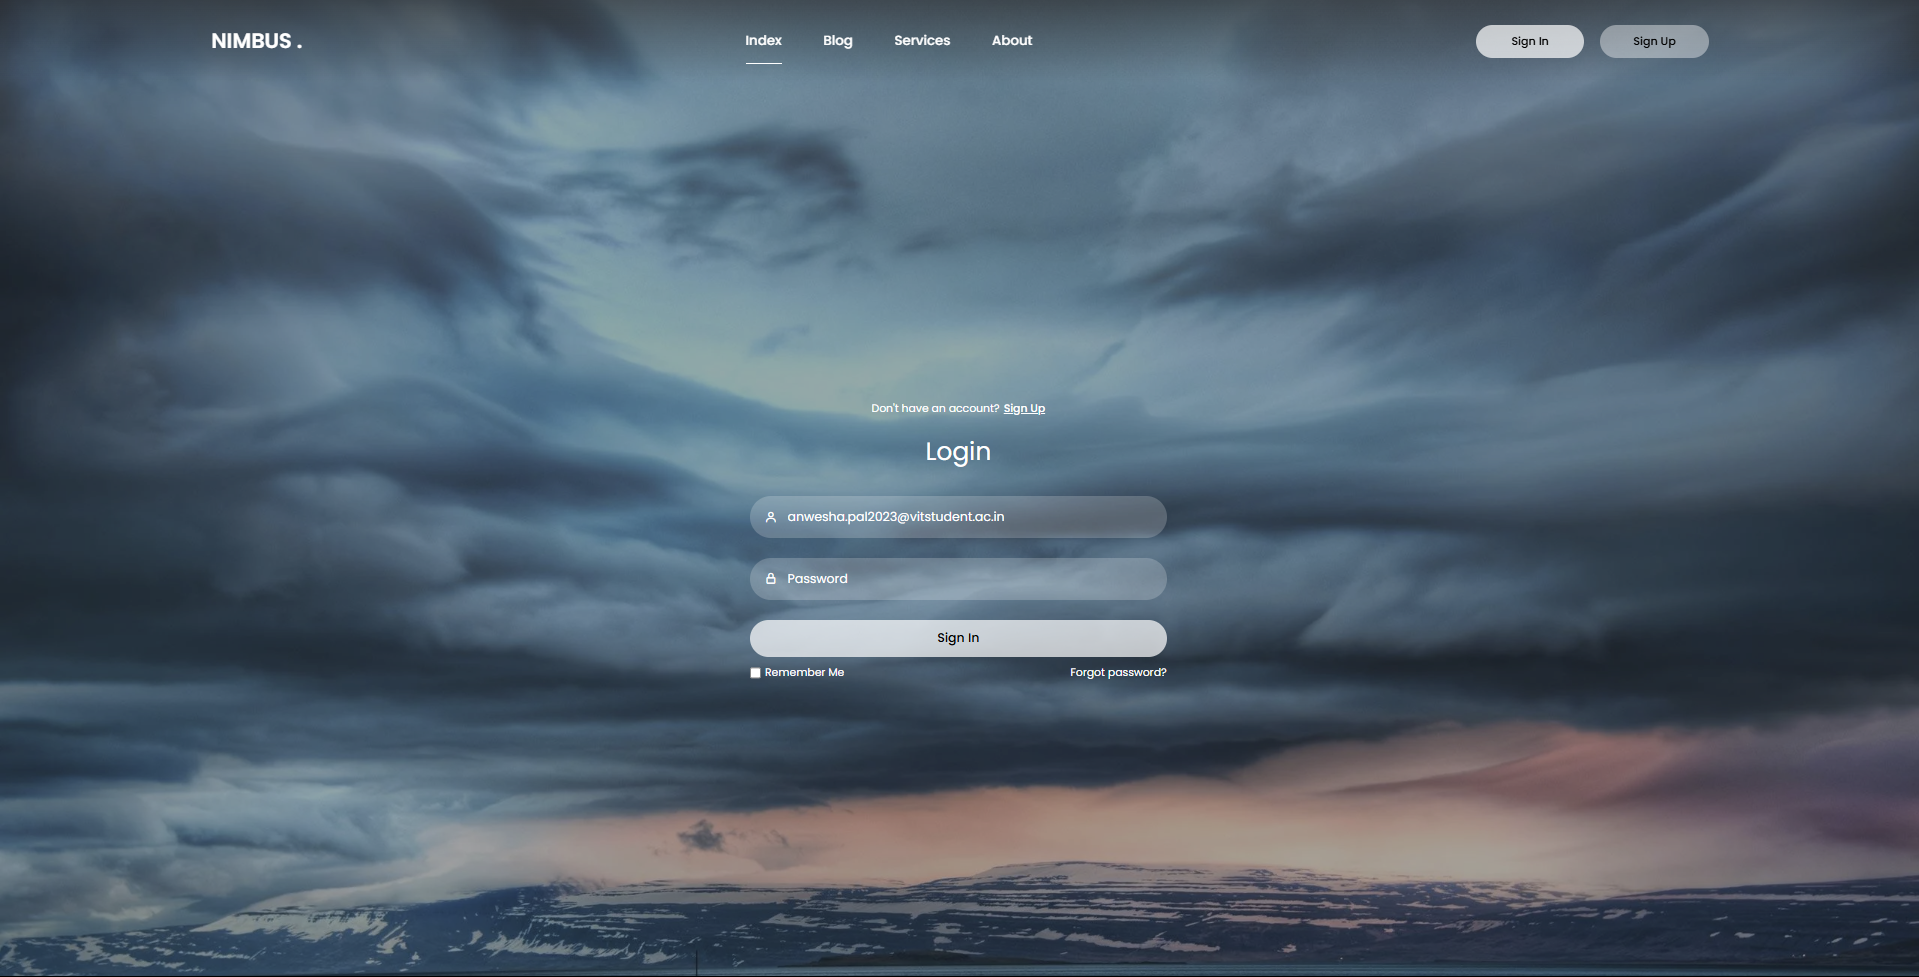 NIMBUS .
Index Blog Services About
Sign In Sign Up
Don't have an account? Sign Up
Login
anwesha.pal2023@vitstudent.ac.in
Password
Sign In
Remember Me Forgot password?